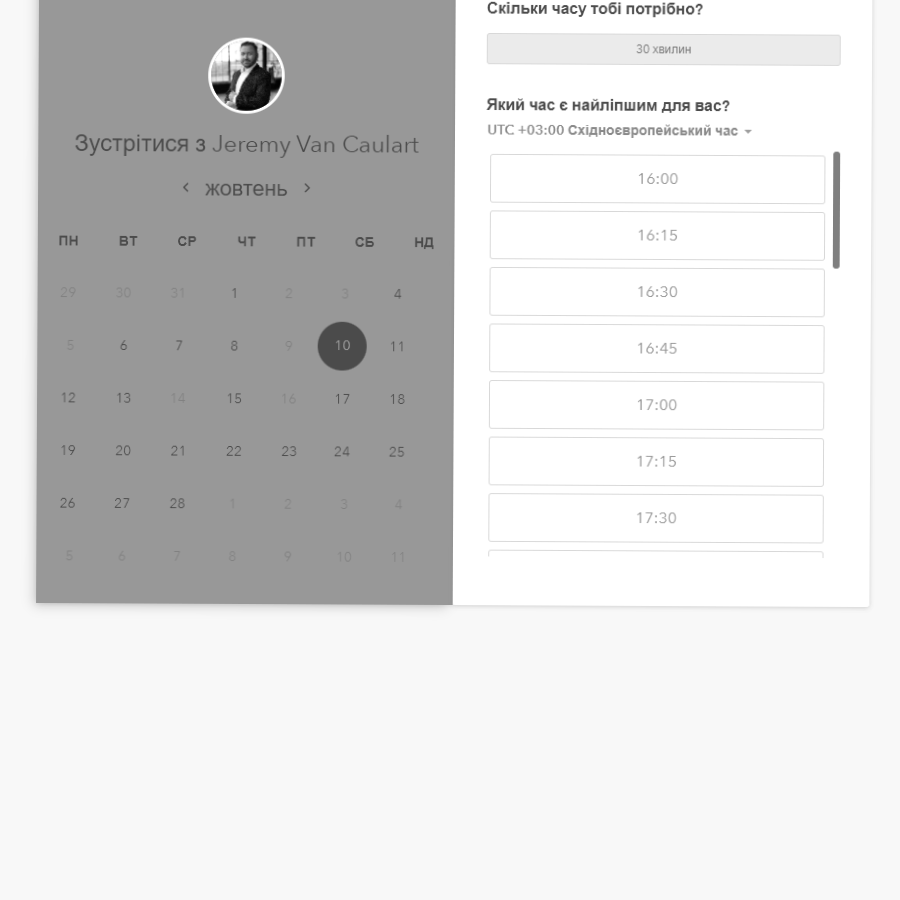 Зустрітися з Jeremy Van Caulart
жовтень
ПН ВТ СР ЧТ ПТ СБ НД
29 30 31 1 2 3 4
5 6 7 8 9 10 11
12 13 14 15 16 17 18
19 20 21 22 23 24 25
26 27 28 1 2 3 4
5 6 7 8 9 10 11
Скільки часу тобі потрібно?
30 хвилин
Який час є найліпшим для вас?
UTC +03:00 Східноєвропейський час
16:00
16:15
16:30
16:45
17:00
17:15
17:30